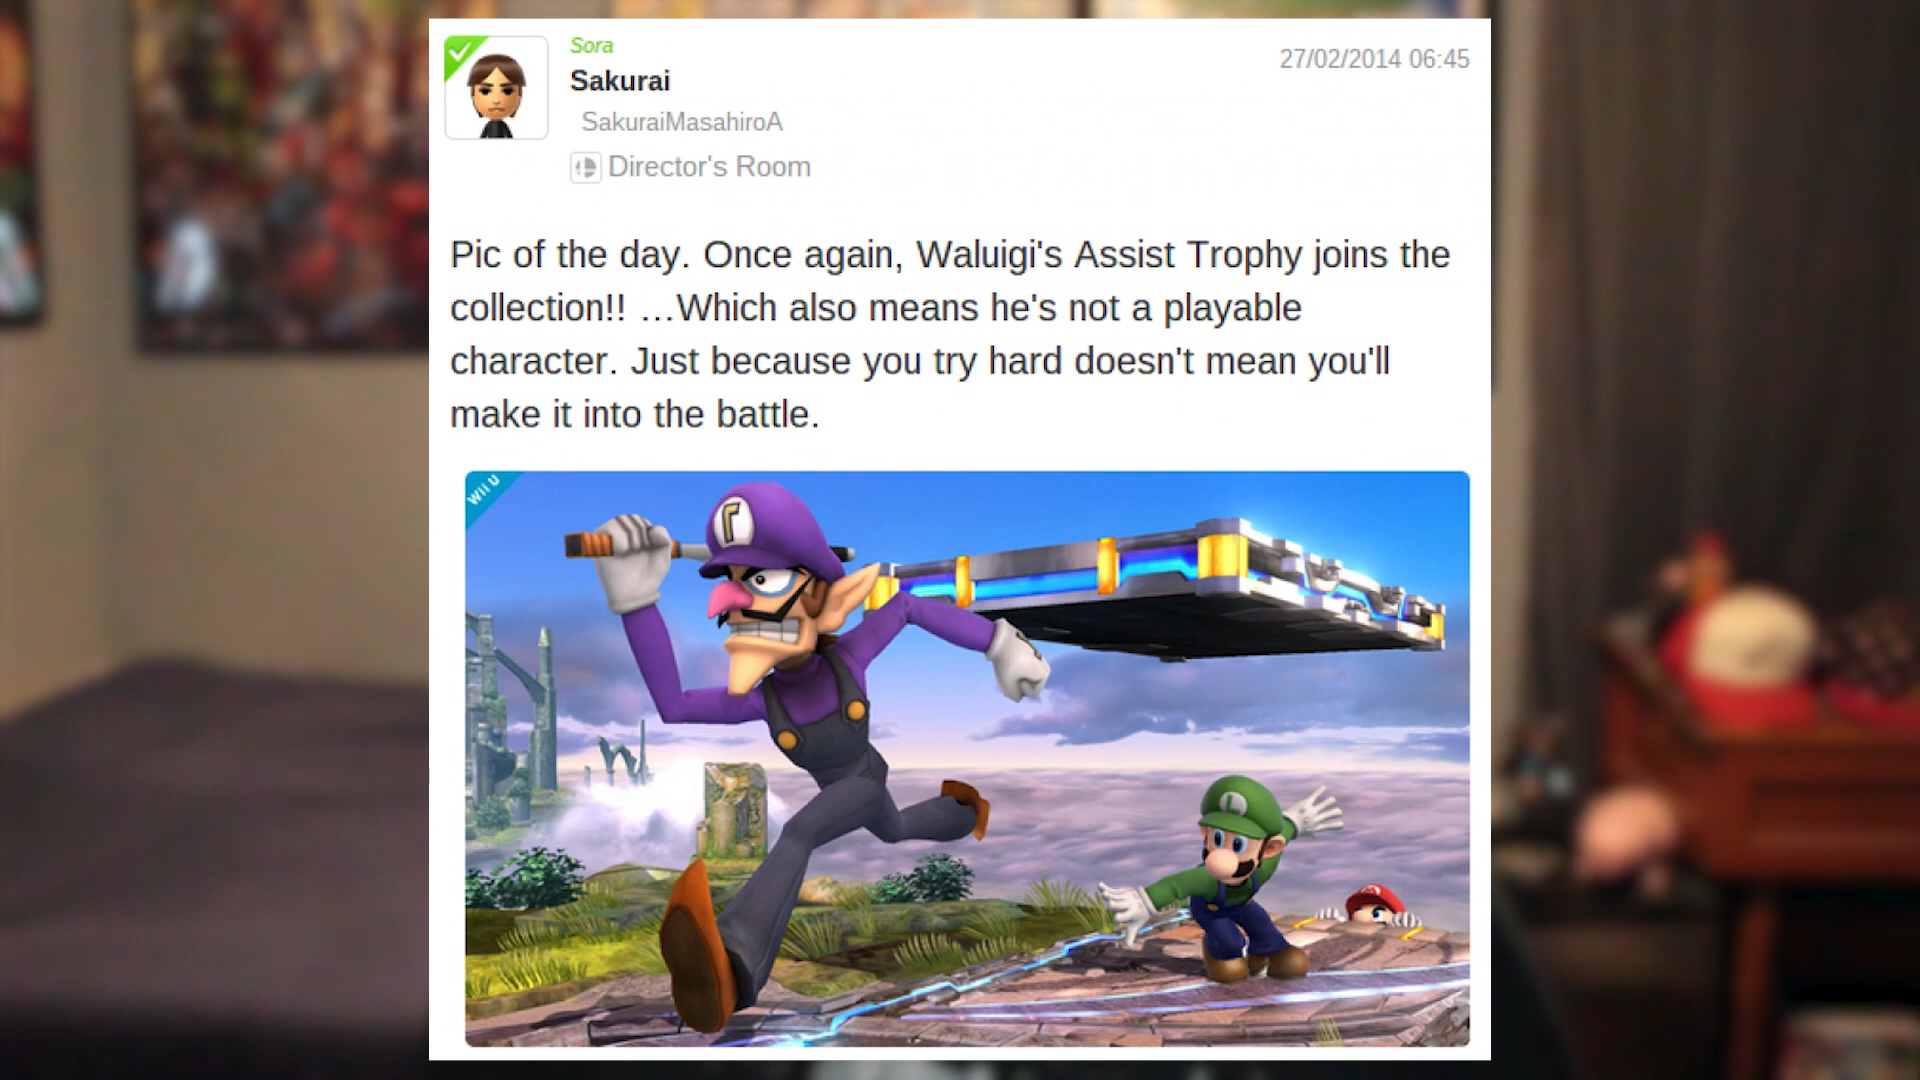 Sora
Sakurai
27/02/2014 06:45
SakuraiMasahiroA
Director's Room
Pic of the day. Once again, Waluigi's Assist Trophy joins the
collection!! …Which also means he's not a playable
character. Just because you try hard doesn't mean you'll
make it into the battle.
Wii U